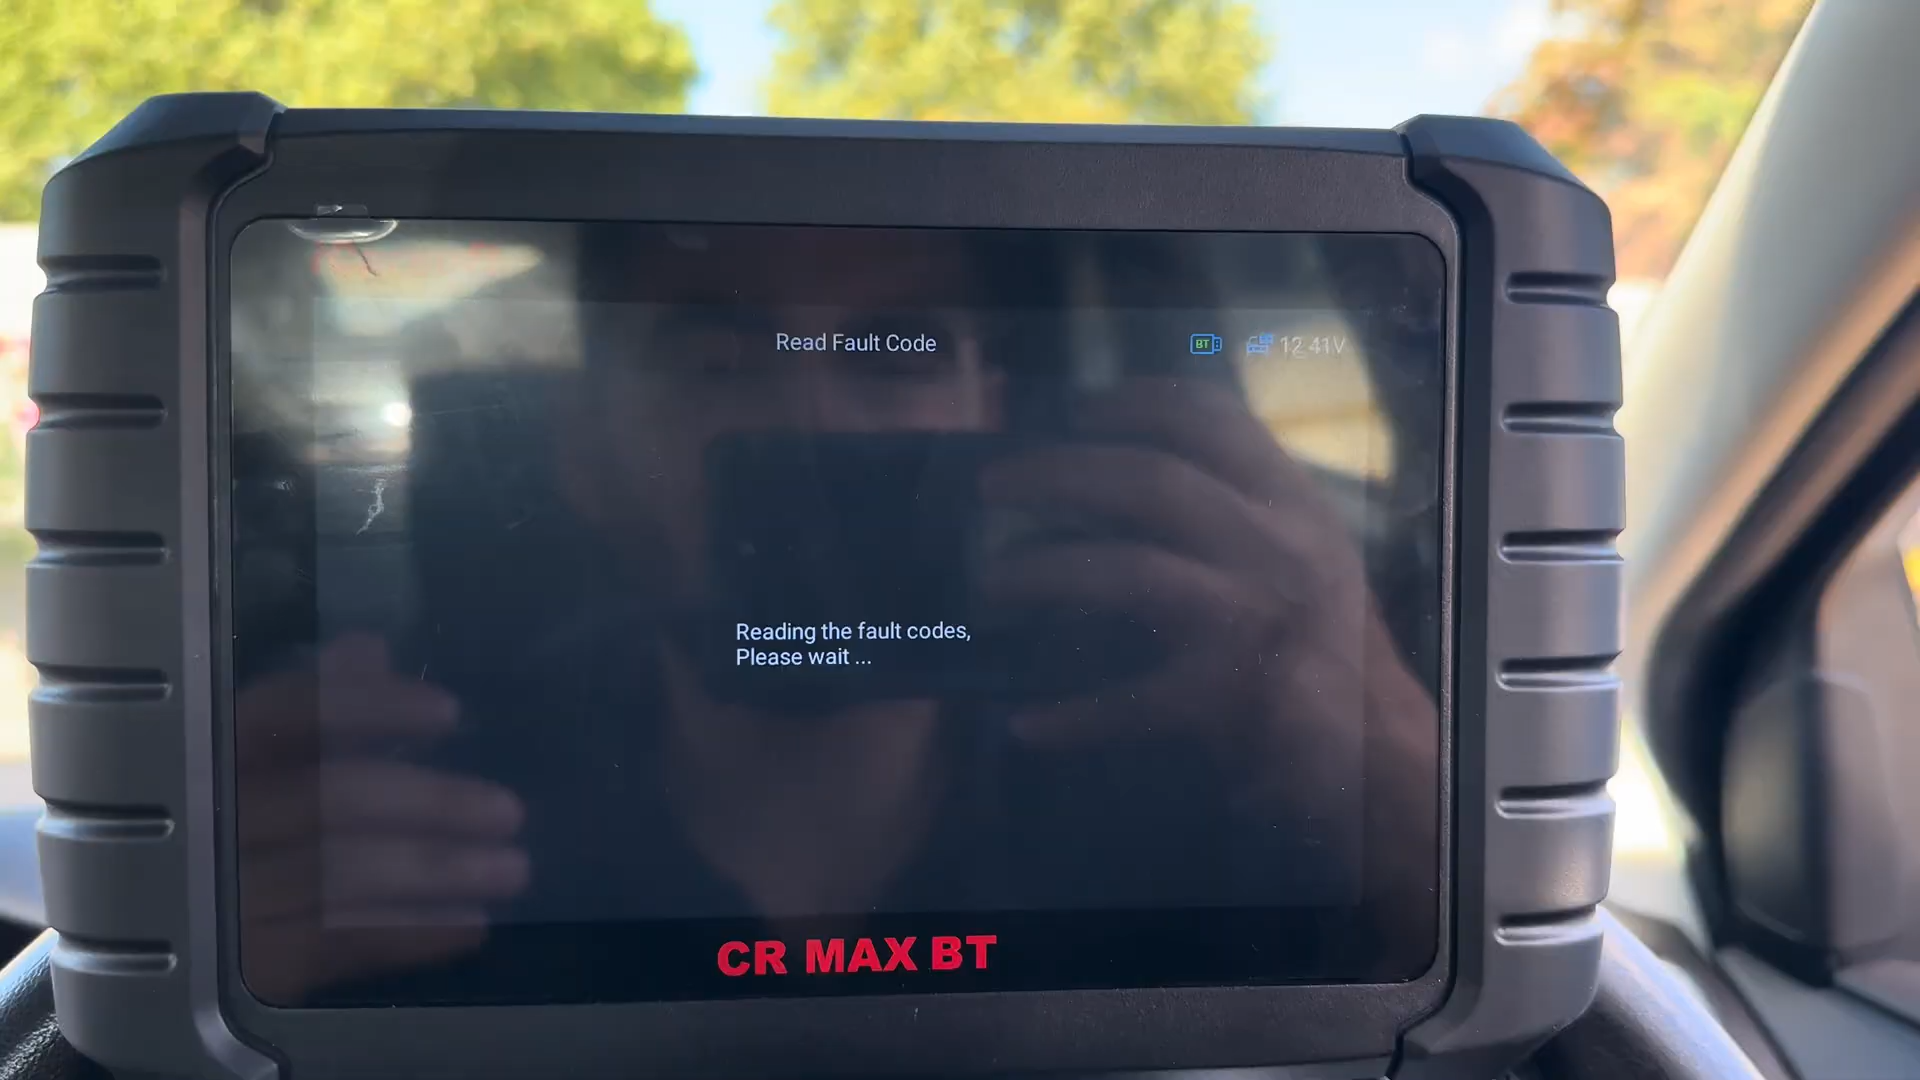 Read Fault Code
BT 12.41V
Reading the fault codes,
Please wait ...
CR MAX BT